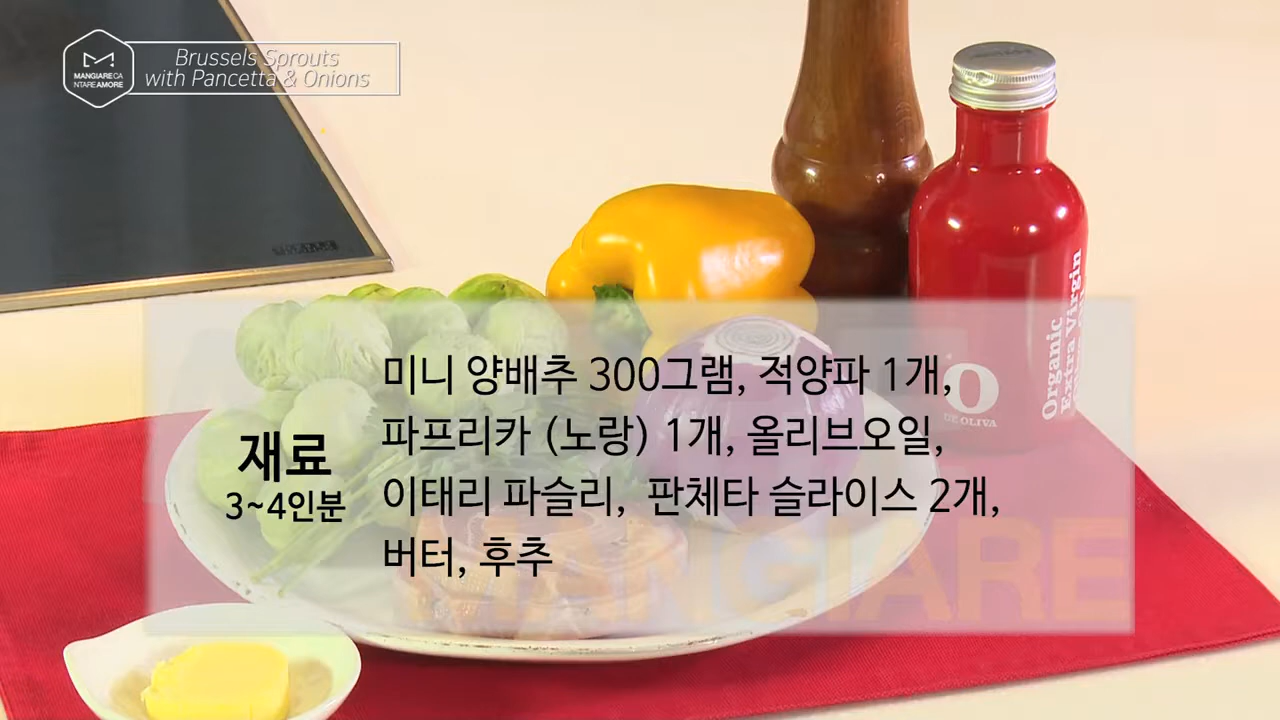 MANGIARECA
NTAREAMORE
Brussels Sprouts
with Pancetta & Onions
Organic
Extra Virgin
O
DE OLIVA
재료
3~4인분
미니 양배추 300그램, 적양파 1개,
파프리카 (노랑) 1개, 올리브오일,
이태리 파슬리, 판체타 슬라이스 2개,
버터, 후추
MANGIARE